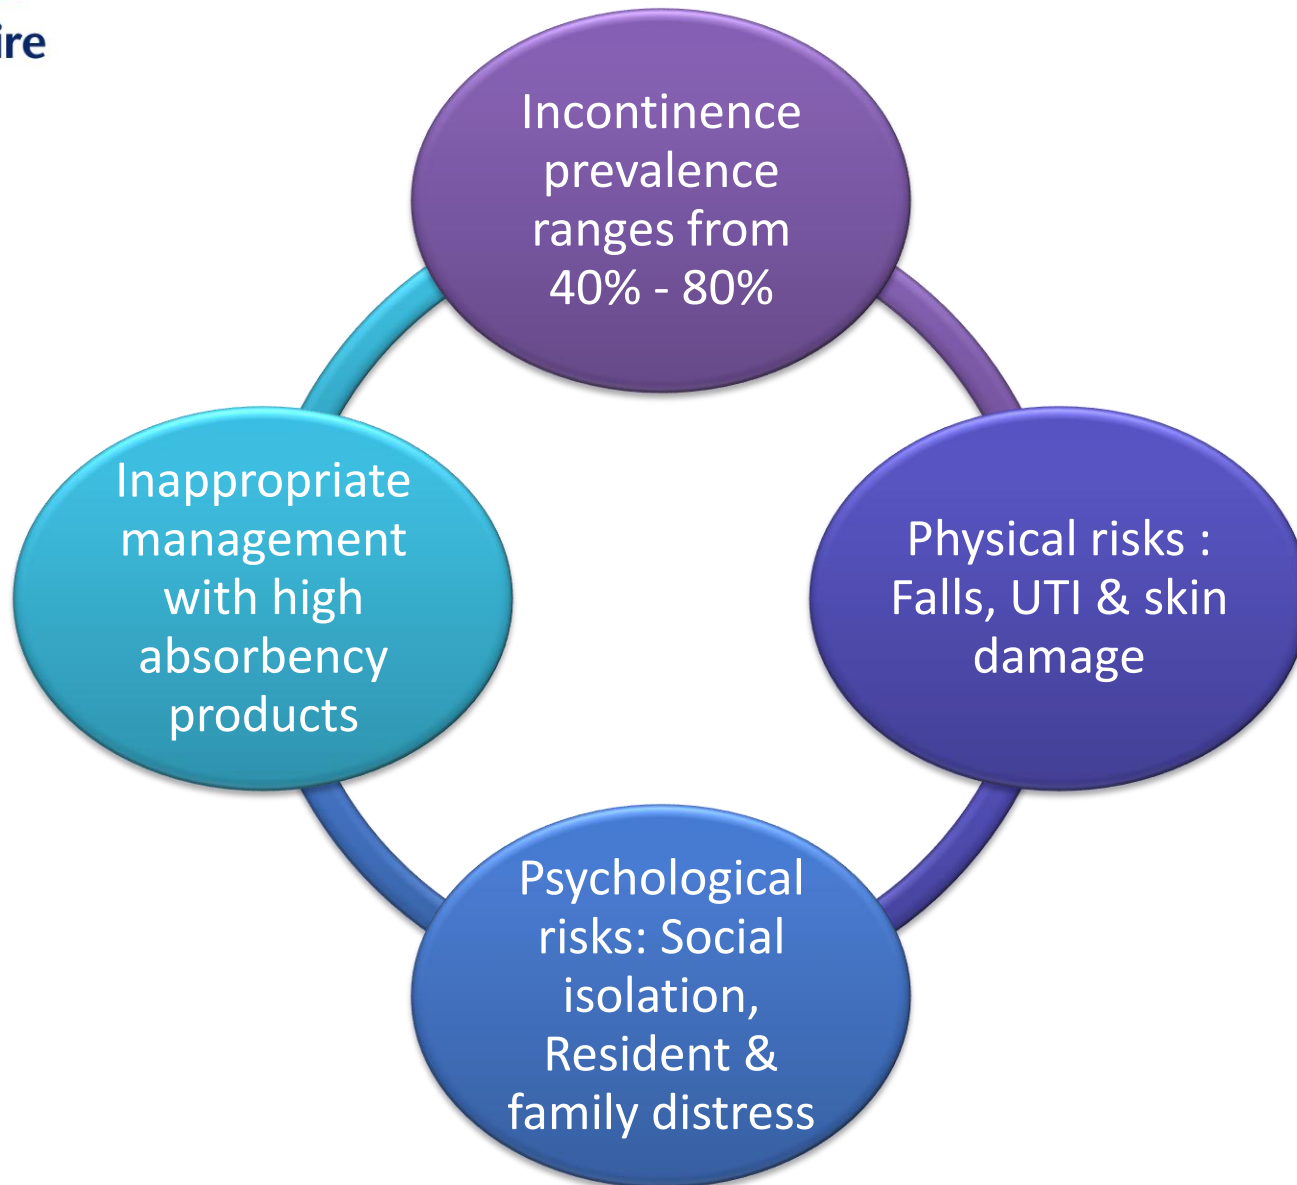 ire
Incontinence
prevalence
ranges from
40% - 80%
Inappropriate
management
with high
absorbency
products
Physical risks :
Falls, UTI & skin
damage
Psychological
risks: Social
isolation,
Resident &
family distress